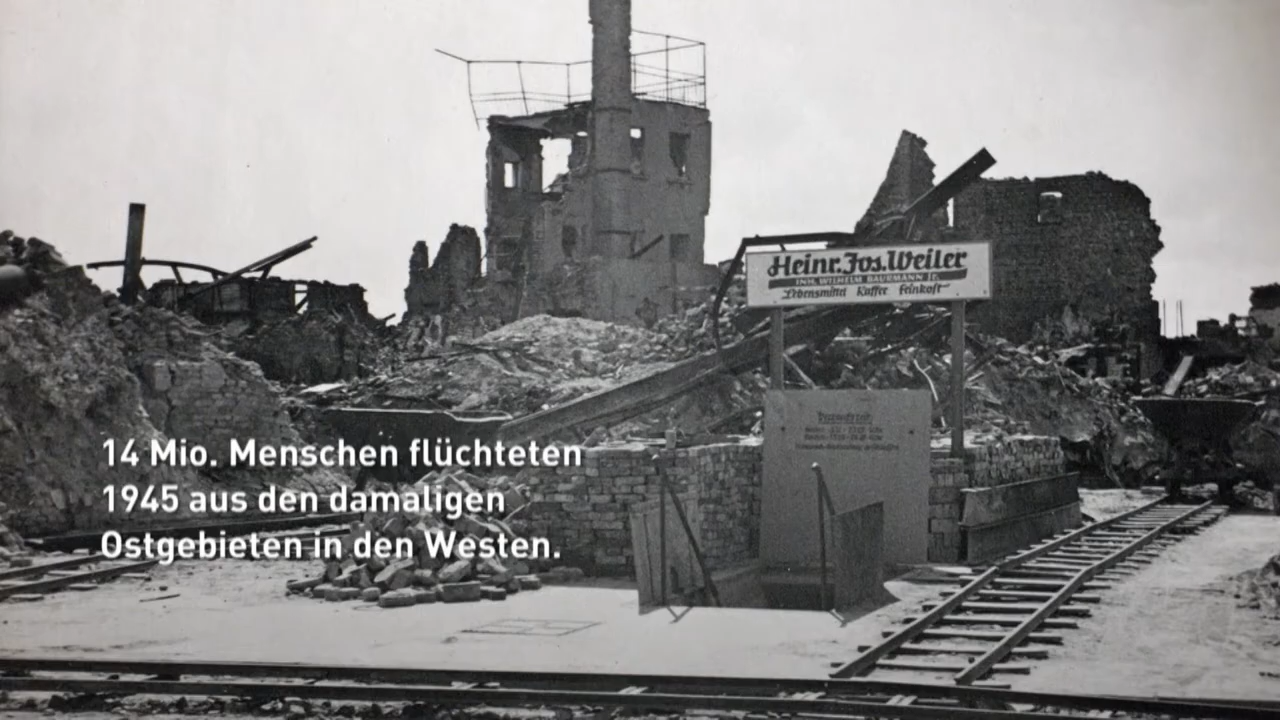 Heinr. Jos. Weiler
INH. WILHELM BAURMANN jr.
Lebensmittel Kaffee Feinkost
14 Mio. Menschen flüchteten
1945 aus den damaligen
Ostgebieten in den Westen.